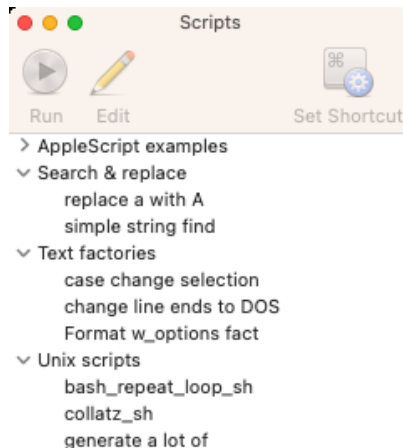 Scripts
Run Edit Set Shortcut
AppleScript examples
Search & replace
replace a with A
simple string find
Text factories
case change selection
change line ends to DOS
Format w_options fact
Unix scripts
bash_repeat_loop_sh
collatz_sh
generate a lot of